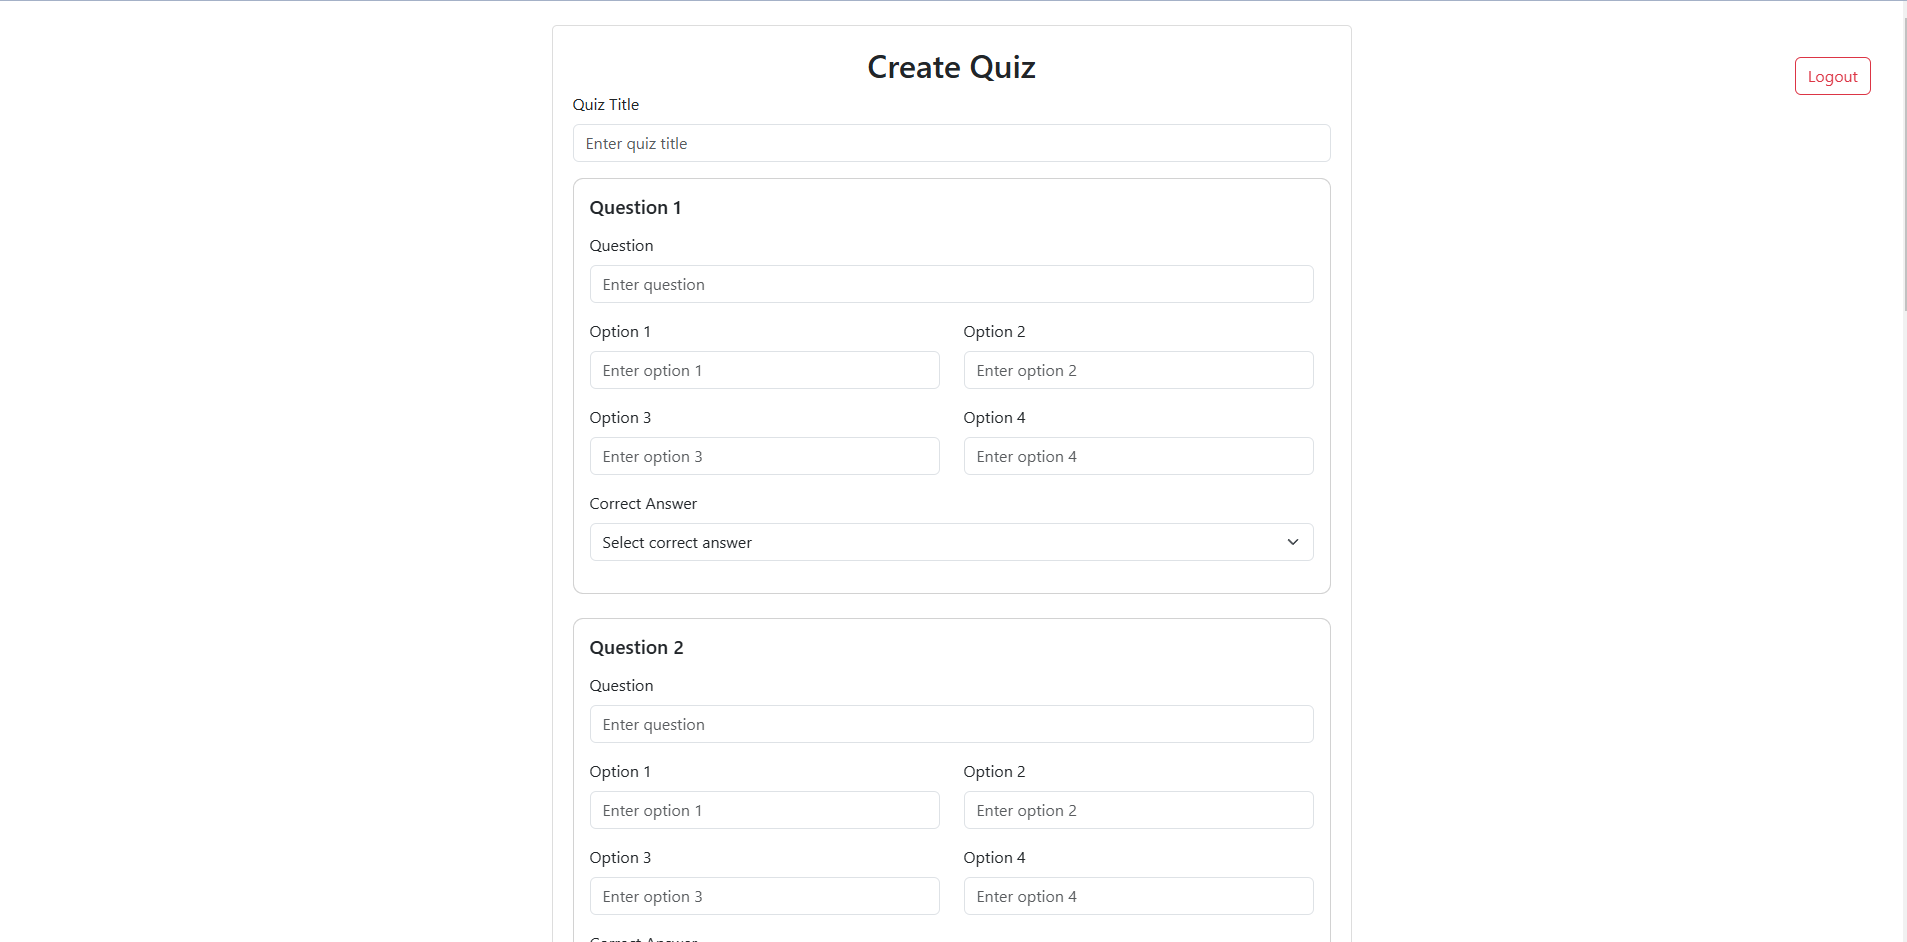 Create Quiz
Logout
Quiz Title
Enter quiz title
Question 1
Question
Enter question
Option 1 Option 2
Enter option 1 Enter option 2
Option 3 Option 4
Enter option 3 Enter option 4
Correct Answer
Select correct answer
Question 2
Question
Enter question
Option 1 Option 2
Enter option 1 Enter option 2
Option 3 Option 4
Enter option 3 Enter option 4
Correct Answer